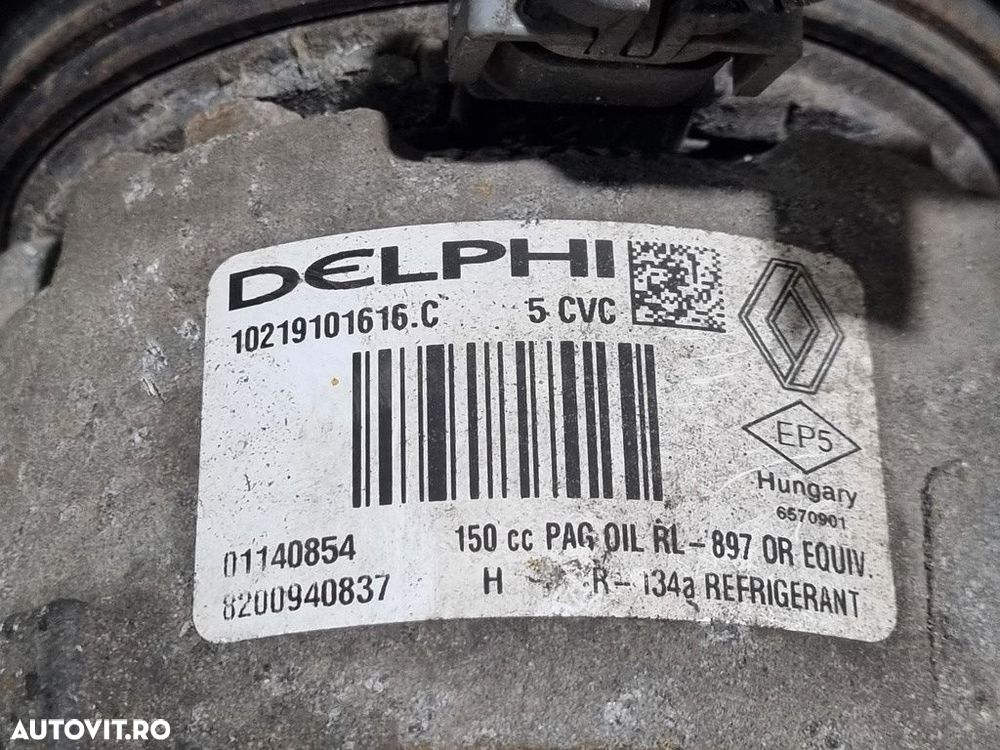 DELPHI
10219101616.C 5 CVC
EP5
Hungary
6570901
01140854 150 cc PAG OIL RL-897 OR EQUIV.
8200940837 H R-134a REFRIGERANT
AUTOVIT.RO